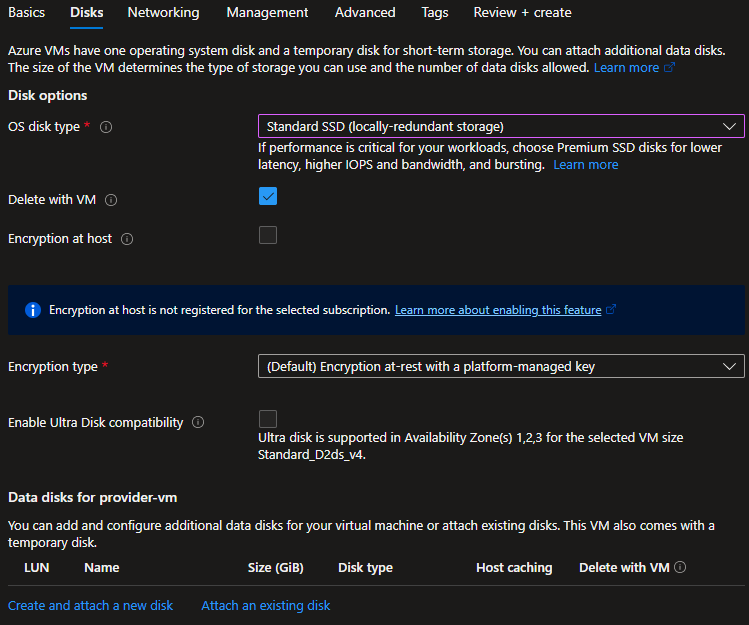 Basics Disks Networking Management Advanced Tags Review + create
Azure VMs have one operating system disk and a temporary disk for short-term storage. You can attach additional data disks.
The size of the VM determines the type of storage you can use and the number of data disks allowed. Learn more
Disk options
OS disk type *
Standard SSD (locally-redundant storage)
If performance is critical for your workloads, choose Premium SSD disks for lower
latency, higher IOPS and bandwidth, and bursting. Learn more
Delete with VM
Encryption at host
Encryption at host is not registered for the selected subscription. Learn more about enabling this feature
Encryption type *
(Default) Encryption at-rest with a platform-managed key
Enable Ultra Disk compatibility
Ultra disk is supported in Availability Zone(s) 1,2,3 for the selected VM size
Standard_D2ds_v4.
Data disks for provider-vm
You can add and configure additional data disks for your virtual machine or attach existing disks. This VM also comes with a
temporary disk.
LUN Name Size (GiB) Disk type Host caching Delete with VM
Create and attach a new disk Attach an existing disk